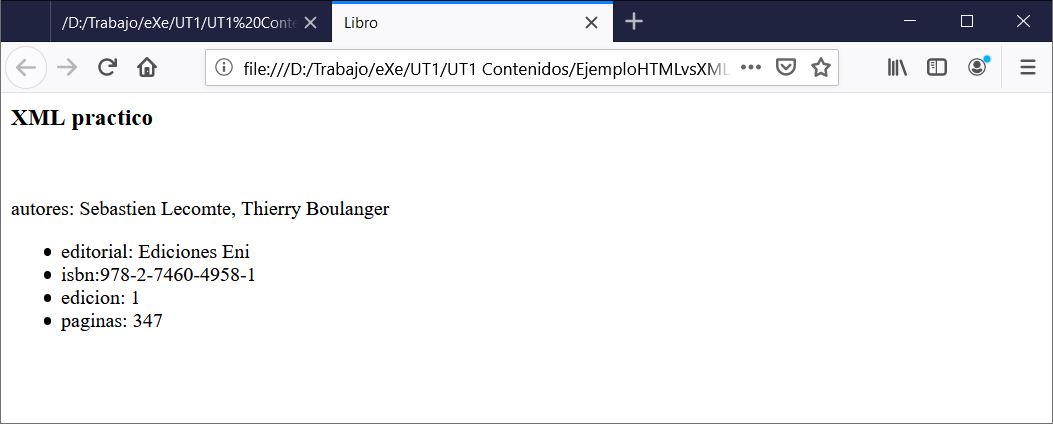 /D:/Trabajo/eXe/UT1/UT1%20Conte
Libro
file:///D:/Trabajo/eXe/UT1/UT1 Contenidos/EjemploHTMLvsXML
XML practico
autores: Sebastien Lecomte, Thierry Boulanger
editorial: Ediciones Eni
isbn:978-2-7460-4958-1
edicion: 1
paginas: 347